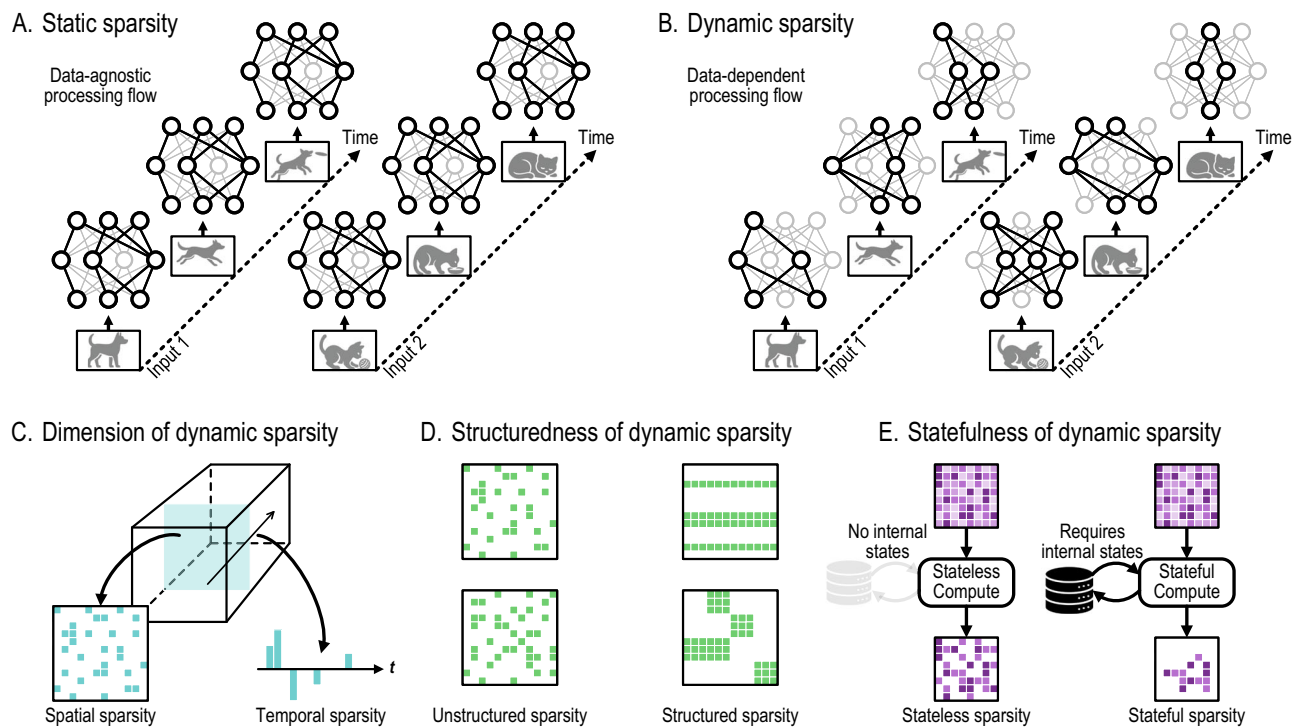 A. Static sparsity
Data-agnostic
processing flow
Time
Time
Input 1
Input 2
B. Dynamic sparsity
Data-dependent
processing flow
Time
Time
Input 1
Input 2
C. Dimension of dynamic sparsity
t
Spatial sparsity
Temporal sparsity
D. Structuredness of dynamic sparsity
Unstructured sparsity
Structured sparsity
E. Statefulness of dynamic sparsity
No internal
states
Stateless
Compute
Requires
internal states
Stateful
Compute
Stateless sparsity
Stateful sparsity